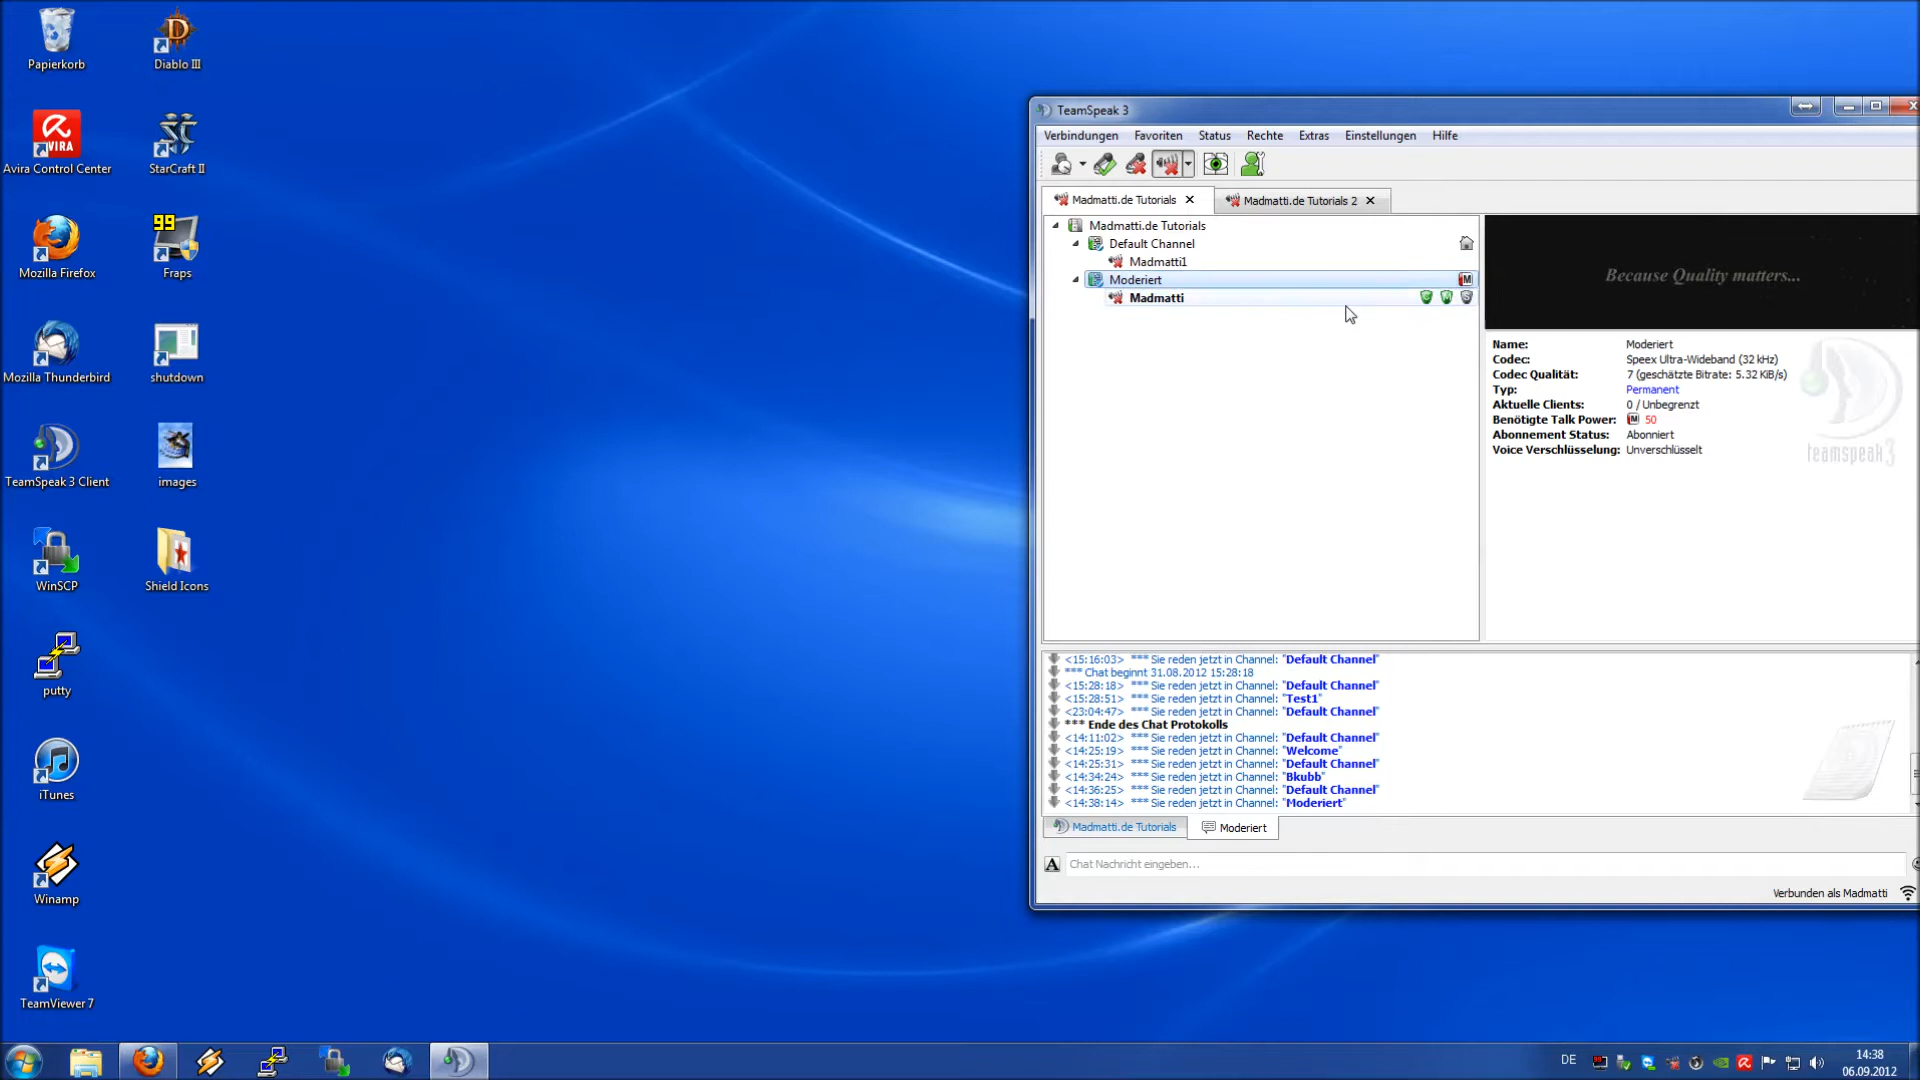 Papierkorb
Diablo III
Avira Control Center
StarCraft II
Mozilla Firefox
99
Fraps
Mozilla Thunderbird
shutdown
TeamSpeak 3 Client
images
WinSCP
Shield Icons
putty
iTunes
Winamp
TeamViewer 7
TeamSpeak 3
Verbindungen Favoriten Status Rechte Extras Einstellungen Hilfe
Madmatti.de Tutorials
Madmatti.de Tutorials 2
Madmatti.de Tutorials
Default Channel
Madmatti1
Moderiert
Madmatti
Because Quality matters...
Name: Moderiert
Codec: Speex Ultra-Wideband (32 kHz)
Codec Qualität: 7 (geschätzte Bitrate: 5.32 KiB/s)
Typ: Permanent
Aktuelle Clients: 0 / Unbegrenzt
Benötigte Talk Power: 50
Abonnement Status: Abonniert
Voice Verschlüsselung: Unverschlüsselt
teamspeak3
<15:16:03> *** Sie reden jetzt in Channel: "Default Channel"
*** Chat beginnt 31.08.2012 15:28:18
<15:28:18> *** Sie reden jetzt in Channel: "Default Channel"
<15:28:51> *** Sie reden jetzt in Channel: "Test1"
<23:04:47> *** Sie reden jetzt in Channel: "Default Channel"
*** Ende des Chat Protokolls
<14:11:02> *** Sie reden jetzt in Channel: "Default Channel"
<14:25:19> *** Sie reden jetzt in Channel: "Welcome"
<14:25:31> *** Sie reden jetzt in Channel: "Default Channel"
<14:34:24> *** Sie reden jetzt in Channel: "Bkubb"
<14:36:25> *** Sie reden jetzt in Channel: "Default Channel"
<14:38:14> *** Sie reden jetzt in Channel: "Moderiert"
Madmatti.de Tutorials
Moderiert
Chat Nachricht eingeben...
Verbunden als Madmatti
DE
14:38
06.09.2012